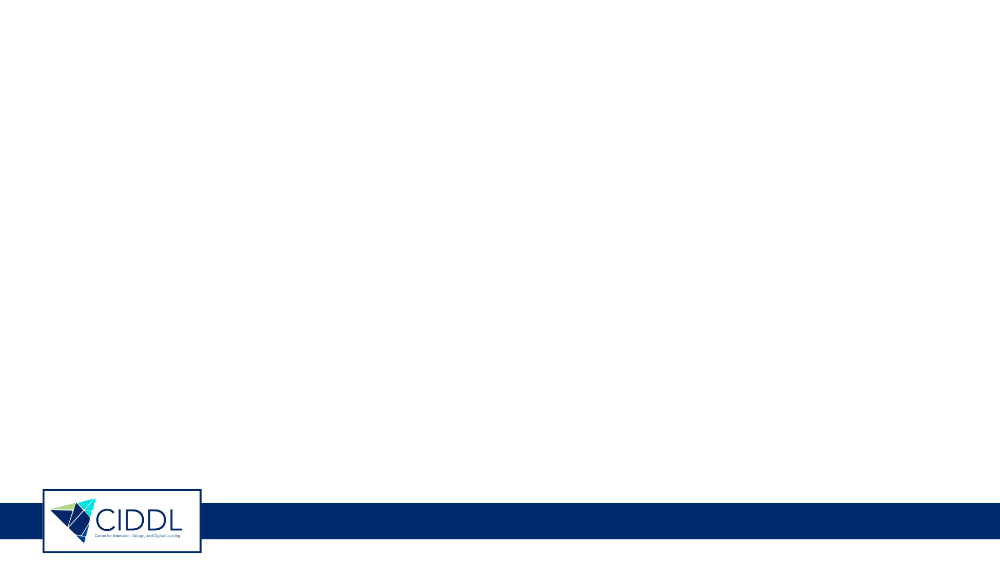 CIDDL
Center for Innovation, Design, and Digital Learning